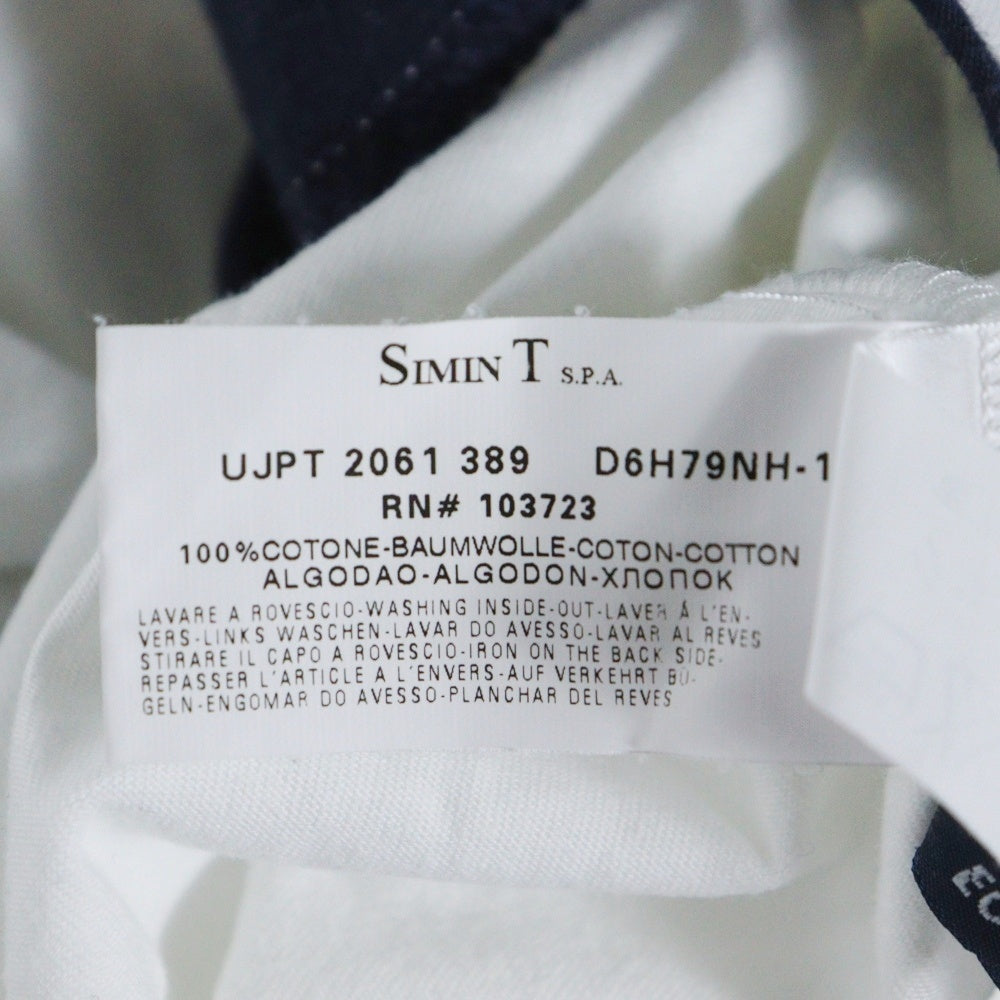 SIMIN T S.P.A.
UJPT 2061 389 D6H79NH-1
RN# 103723
100%COTONE-BAUMWOLLE-COTON-COTTON
ALGODAO-ALGODON-ХЛОПОК
LAVARE A ROVESCIO-WASHING INSIDE-OUT-LAVER À L'EN-
VERS-LINKS WASCHEN-LAVAR DO AVESSO-LAVAR AL REVES
STIRARE IL CAPO A ROVESCIO-IRON ON THE BACK SIDE-
REPASSER L'ARTICLE A L'ENVERS-AUF VERKEHRT BÜ-
GELN-ENGOMAR DO AVESSO-PLANCHAR DEL REVES